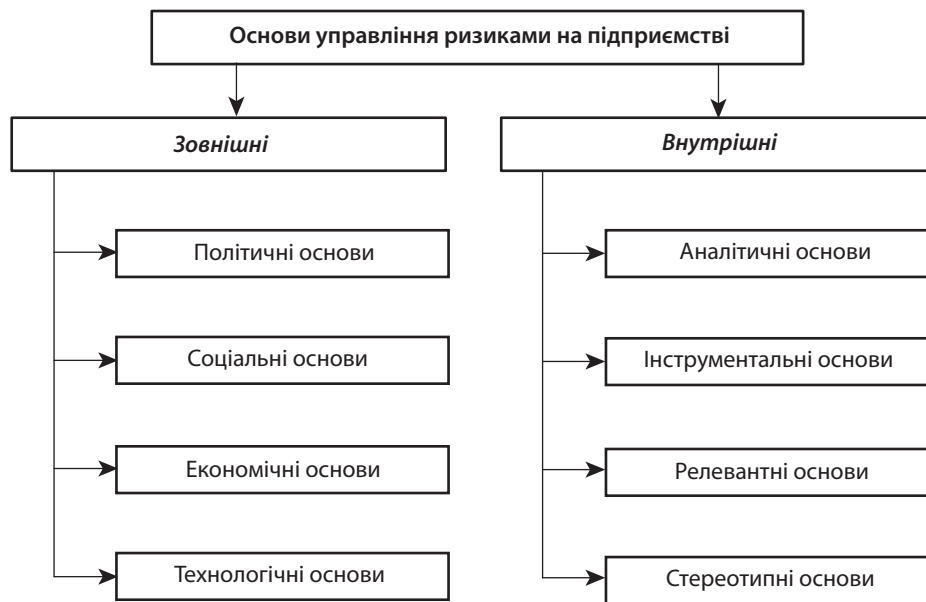 Основи управління ризиками на підприємстві
Зовнішні
Політичні основи
Соціальні основи
Економічні основи
Технологічні основи
Внутрішні
Аналітичні основи
Інструментальні основи
Релевантні основи
Стереотипні основи